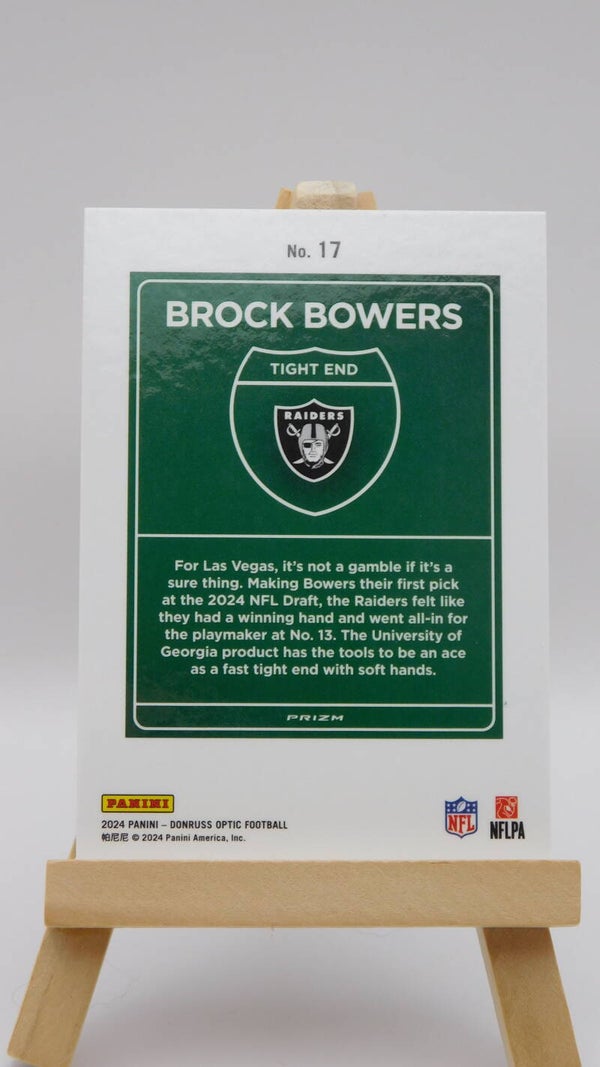 No. 17
BROCK BOWERS
TIGHT END
RAIDERS
For Las Vegas, it's not a gamble if it's a
sure thing. Making Bowers their first pick
at the 2024 NFL Draft, the Raiders felt like
they had a winning hand and went all-in for
the playmaker at No. 13. The University of
Georgia product has the tools to be an ace
as a fast tight end with soft hands.
PRIZM
PANINI
2024 PANINI – DONRUSS OPTIC FOOTBALL
帕尼尼 © 2024 Panini America, Inc.
NFL
NFLPA